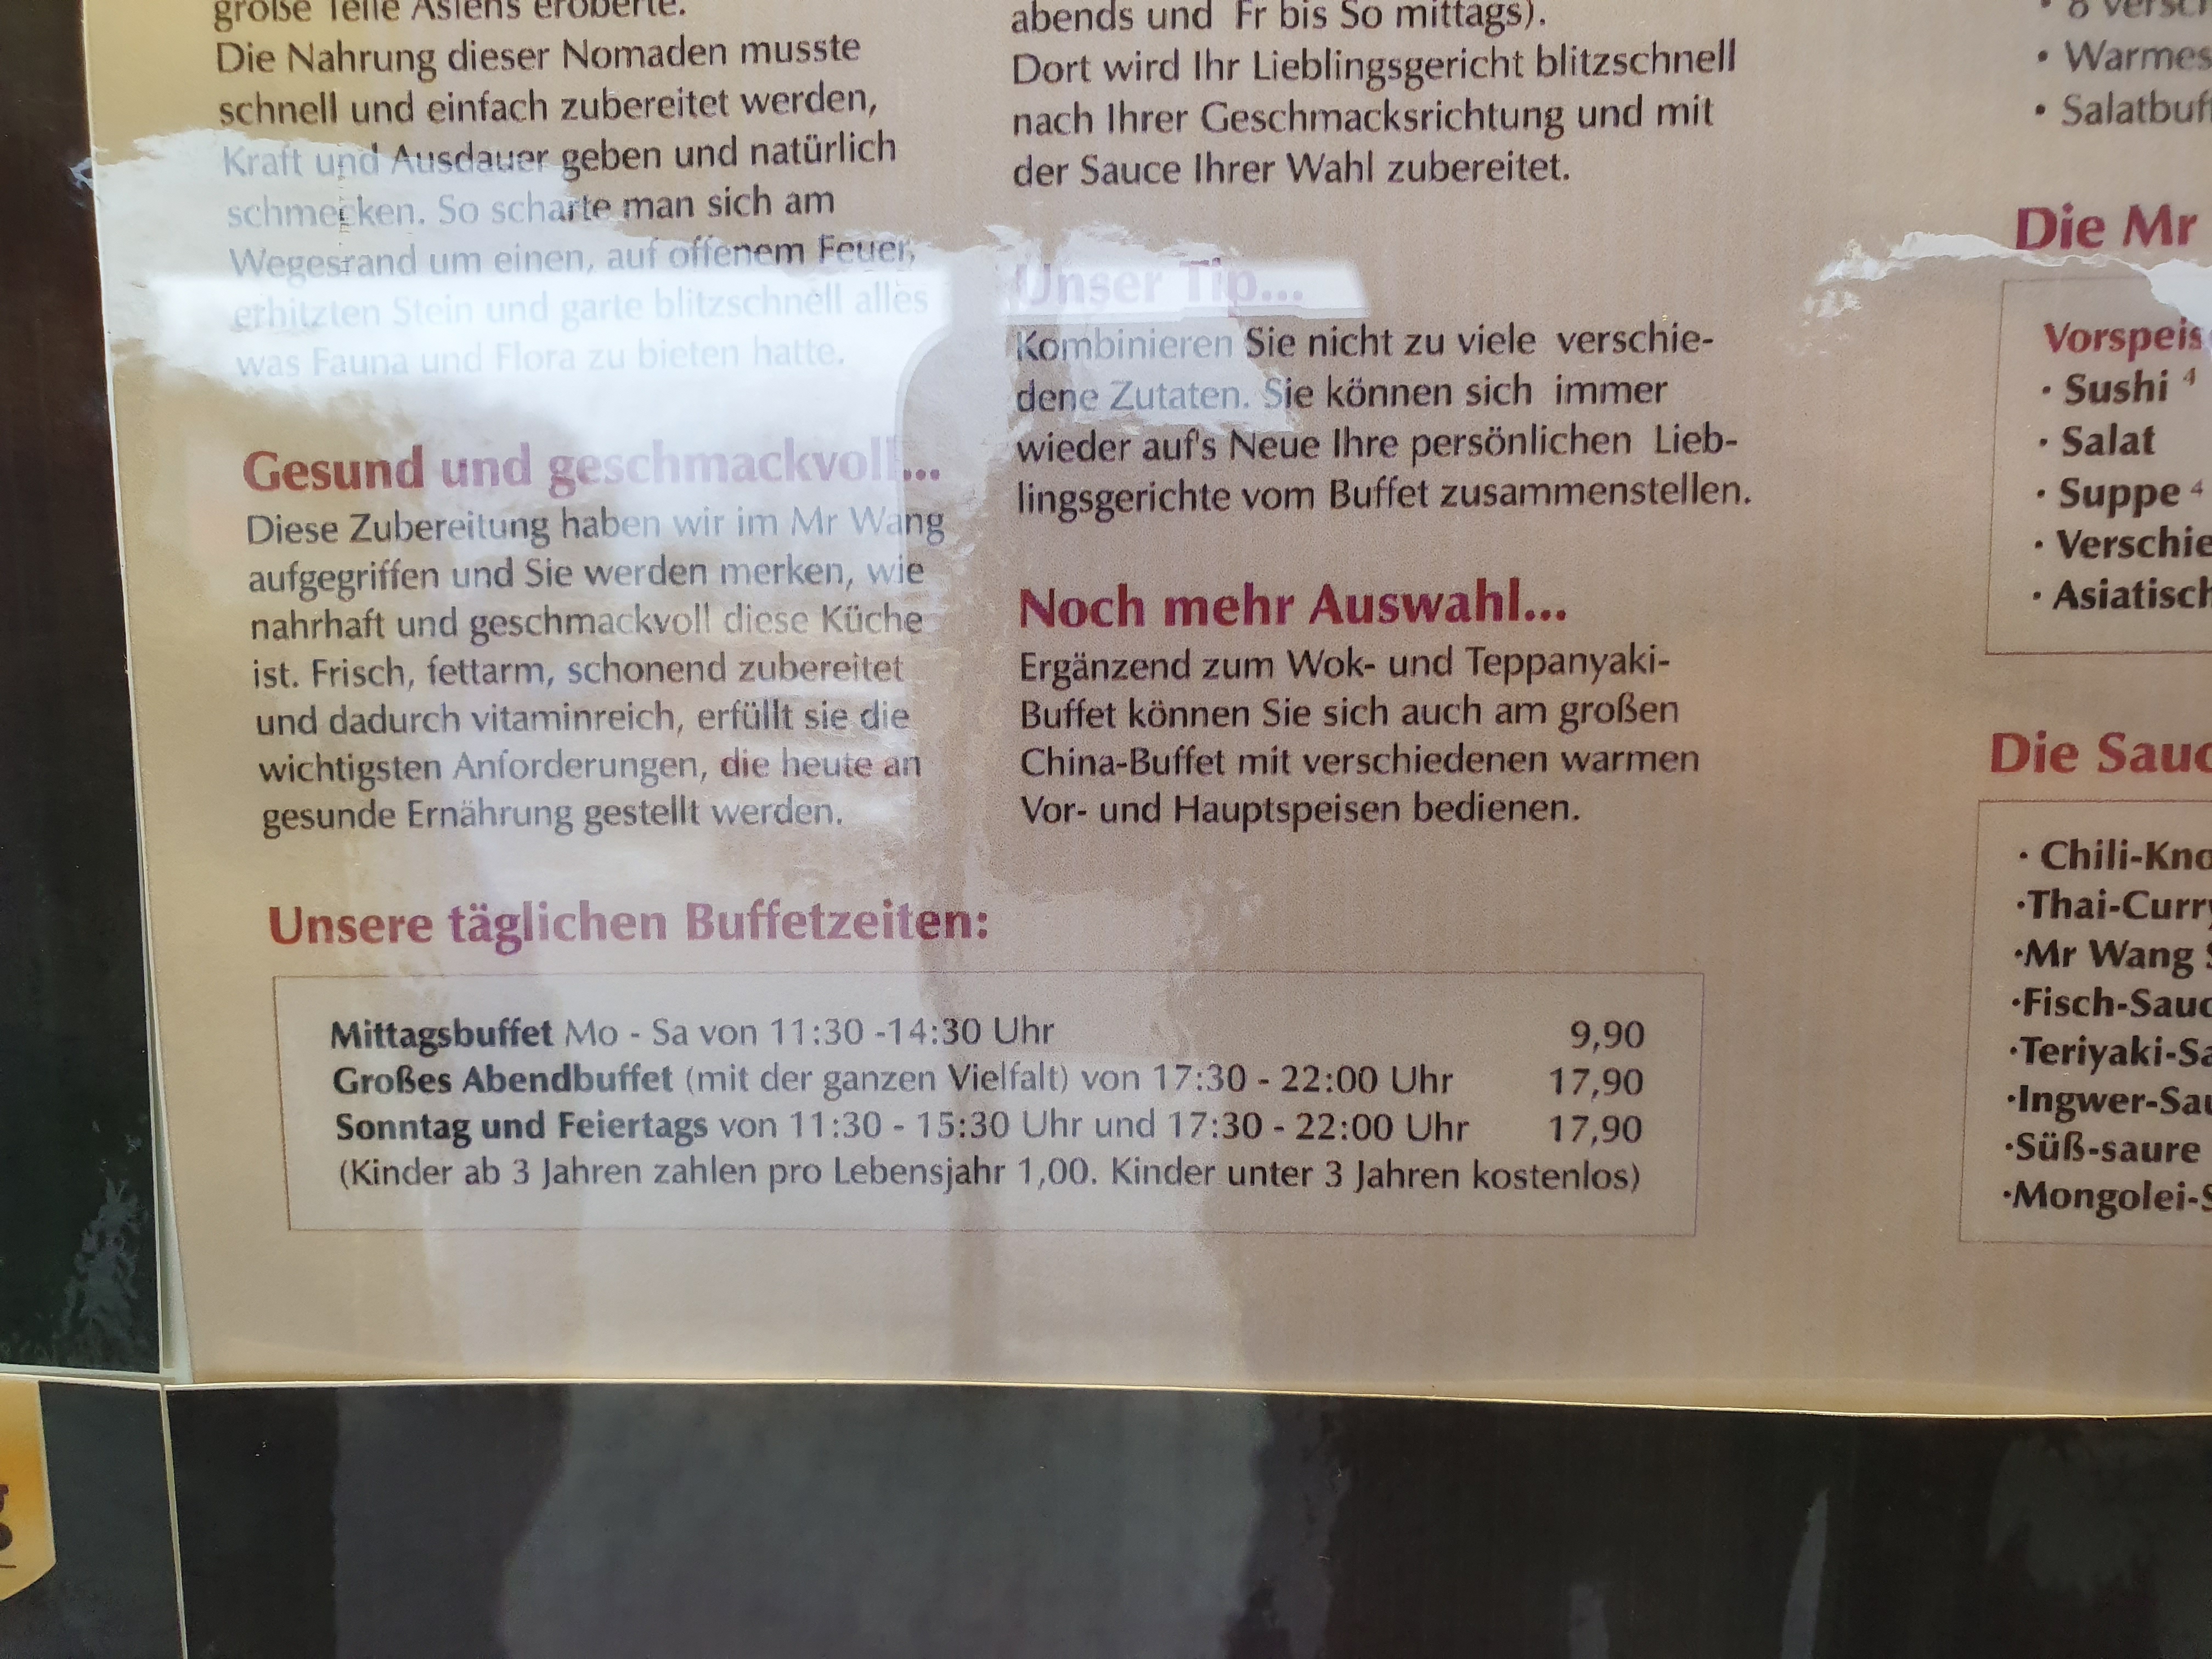 große Teile Asiens eroberte.
Die Nahrung dieser Nomaden musste
schnell und einfach zubereitet werden,
Kraft und Ausdauer geben und natürlich
schmecken. So scharte man sich am
Wegesrand um einen, auf offenem Feuer,
erhitzten Stein und garte blitzschnell alles
was Fauna und Flora zu bieten hatte.
Gesund und geschmackvoll...
Diese Zubereitung haben wir im Mr Wang
aufgegriffen und Sie werden merken, wie
nahrhaft und geschmackvoll diese Küche
ist. Frisch, fettarm, schonend zubereitet
und dadurch vitaminreich, erfüllt sie die
wichtigsten Anforderungen, die heute an
gesunde Ernährung gestellt werden.
abends und Fr bis So mittags).
Dort wird Ihr Lieblingsgericht blitzschnell
nach Ihrer Geschmacksrichtung und mit
der Sauce Ihrer Wahl zubereitet.
Unser Tip...
Kombinieren Sie nicht zu viele verschie-
dene Zutaten. Sie können sich immer
wieder auf's Neue Ihre persönlichen Lieb-
lingsgerichte vom Buffet zusammenstellen.
Noch mehr Auswahl...
Ergänzend zum Wok- und Teppanyaki-
Buffet können Sie sich auch am großen
China-Buffet mit verschiedenen warmen
Vor- und Hauptspeisen bedienen.
Unsere täglichen Buffetzeiten:
Mittagsbuffet Mo - Sa von 11:30 -14:30 Uhr 9,90
Großes Abendbuffet (mit der ganzen Vielfalt) von 17:30 - 22:00 Uhr 17,90
Sonntag und Feiertags von 11:30 - 15:30 Uhr und 17:30 - 22:00 Uhr 17,90
(Kinder ab 3 Jahren zahlen pro Lebensjahr 1,00. Kinder unter 3 Jahren kostenlos)
• 8 versch
• Warmes
• Salatbuf
Die Mr
Vorspeis
· Sushi 4
· Salat
· Suppe 4
· Verschie
· Asiatisch
Die Sauc
· Chili-Kno
·Thai-Curry
·Mr Wang S
·Fisch-Sauc
·Teriyaki-Sa
·Ingwer-Sau
·Süß-saure
·Mongolei-S